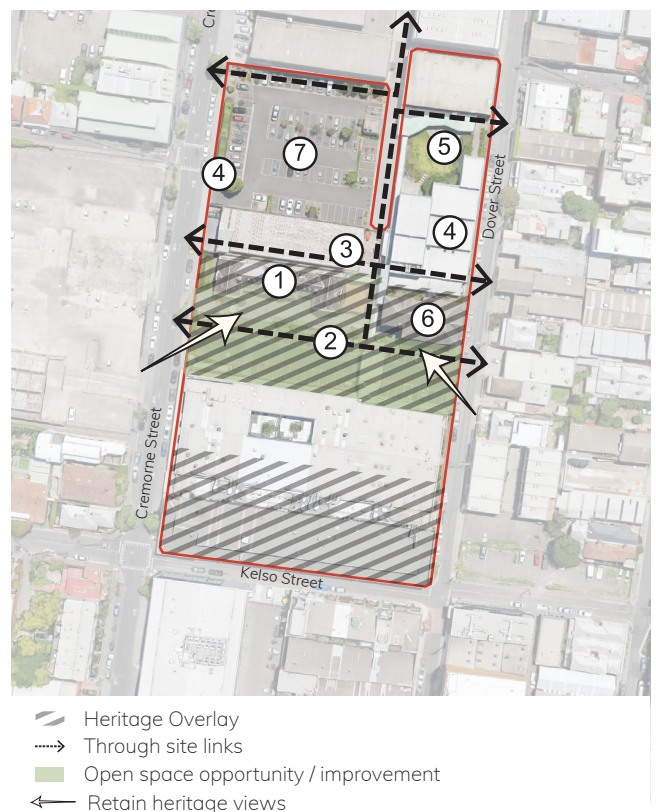 Cr
7
5
4
Dover Street
4
3
1
6
2
Cremorne Street
Kelso Street
Heritage Overlay
Through site links
Open space opportunity / improvement
Retain heritage views